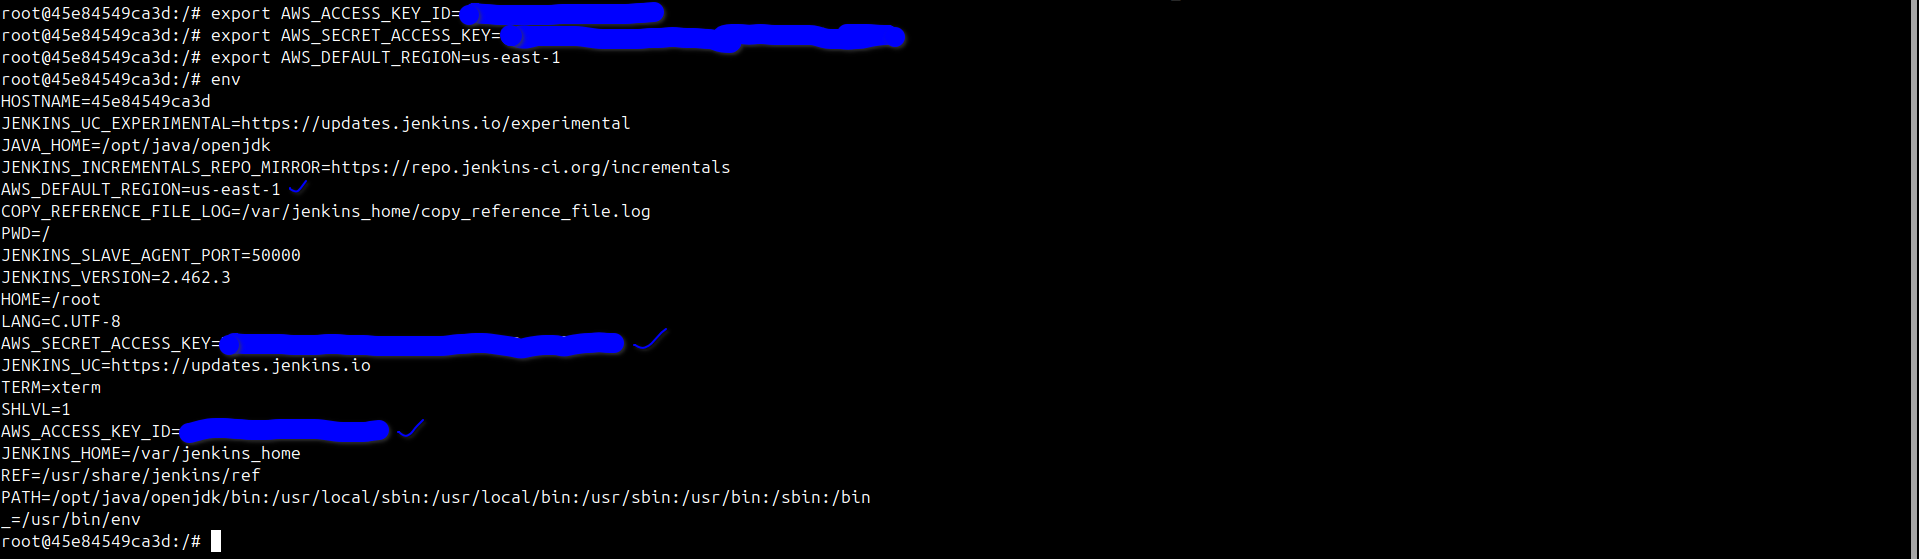 root@45e84549ca3d:/# export AWS_ACCESS_KEY_ID=
root@45e84549ca3d:/# export AWS_SECRET_ACCESS_KEY=
root@45e84549ca3d:/# export AWS_DEFAULT_REGION=us-east-1
root@45e84549ca3d:/# env
HOSTNAME=45e84549ca3d
JENKINS_UC_EXPERIMENTAL=https://updates.jenkins.io/experimental
JAVA_HOME=/opt/java/openjdk
JENKINS_INCREMENTALS_REPO_MIRROR=https://repo.jenkins-ci.org/incrementals
AWS_DEFAULT_REGION=us-east-1
COPY_REFERENCE_FILE_LOG=/var/jenkins_home/copy_reference_file.log
PWD=/
JENKINS_SLAVE_AGENT_PORT=50000
JENKINS_VERSION=2.462.3
HOME=/root
LANG=C.UTF-8
AWS_SECRET_ACCESS_KEY=
JENKINS_UC=https://updates.jenkins.io
TERM=xterm
SHLVL=1
AWS_ACCESS_KEY_ID=
JENKINS_HOME=/var/jenkins_home
REF=/usr/share/jenkins/ref
PATH=/opt/java/openjdk/bin:/usr/local/sbin:/usr/local/bin:/usr/sbin:/usr/bin:/sbin:/bin
_=/usr/bin/env
root@45e84549ca3d:/#